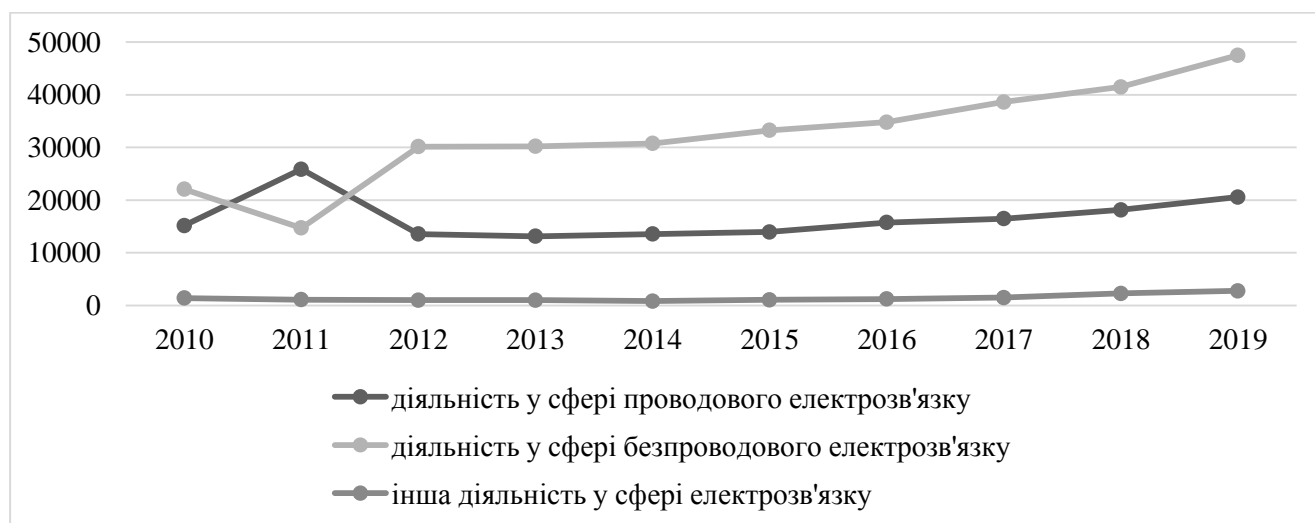 50000
40000
30000
20000
10000
0
2010 2011 2012 2013 2014 2015 2016 2017 2018 2019
діяльність у сфері проводового електрозв'язку
діяльність у сфері безпроводового електрозв'язку
інша діяльність у сфері електрозв'язку